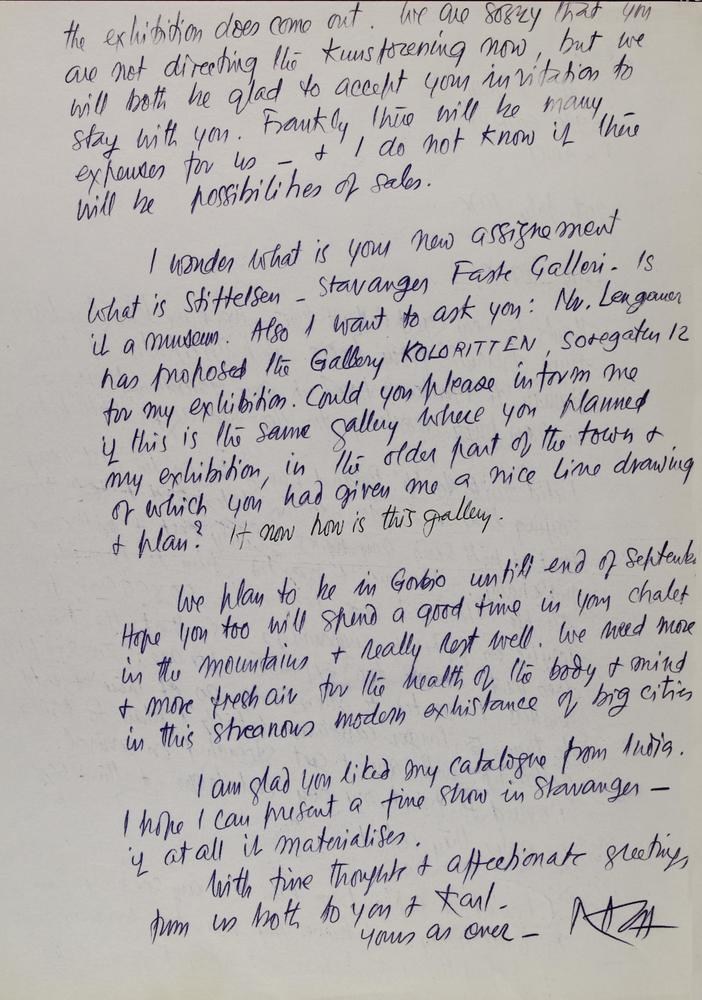 the exhibition does come out. We are sorry that you
are not directing the Kunstforening now, but we
will both be glad to accept your invitation to
stay with you. Frankly there will be many
expenses for us – & I do not know if there
will be possibilities of sales.
I wonder what is your new assignement
What is Stiftelsen – Stavanger Faste Galleri. Is
it a museum. Also I want to ask you: Mr. Lengauer
has proposed the Gallery KOLORITTEN, Soregaten 12
for my exhibition. Could you please inform me
if this is the same gallery where you planned
my exhibition, in the older part of the town &
of which you had given me a nice line drawing
& plan? & now how is this gallery.
We plan to be in Gorbio untill end of September
Hope you too will spend a good time in your chalet
in the mountains & really rest well. We need more
& more fresh air for the health of the body & mind
in this streanous modern exhistance of big cities
I am glad you liked my catalogue from India.
I hope I can present a fine show in Stavanger –
if at all it materialises.
With fine thoughts & affectionate greetings
from us both to you & Karl.
yours as ever –